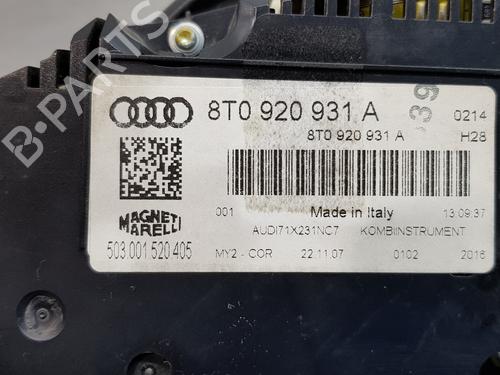 8T0 920 931 A
0214
8T0 920 931 A
H28
39
001
Made in Italy
13:09:37
AUDI71X231NC7
KOMBIINSTRUMENT
MAGNETI
MARELLI
503 001 520 405
MY2 - COR
22.11.07
0102
2016
B-PARTS